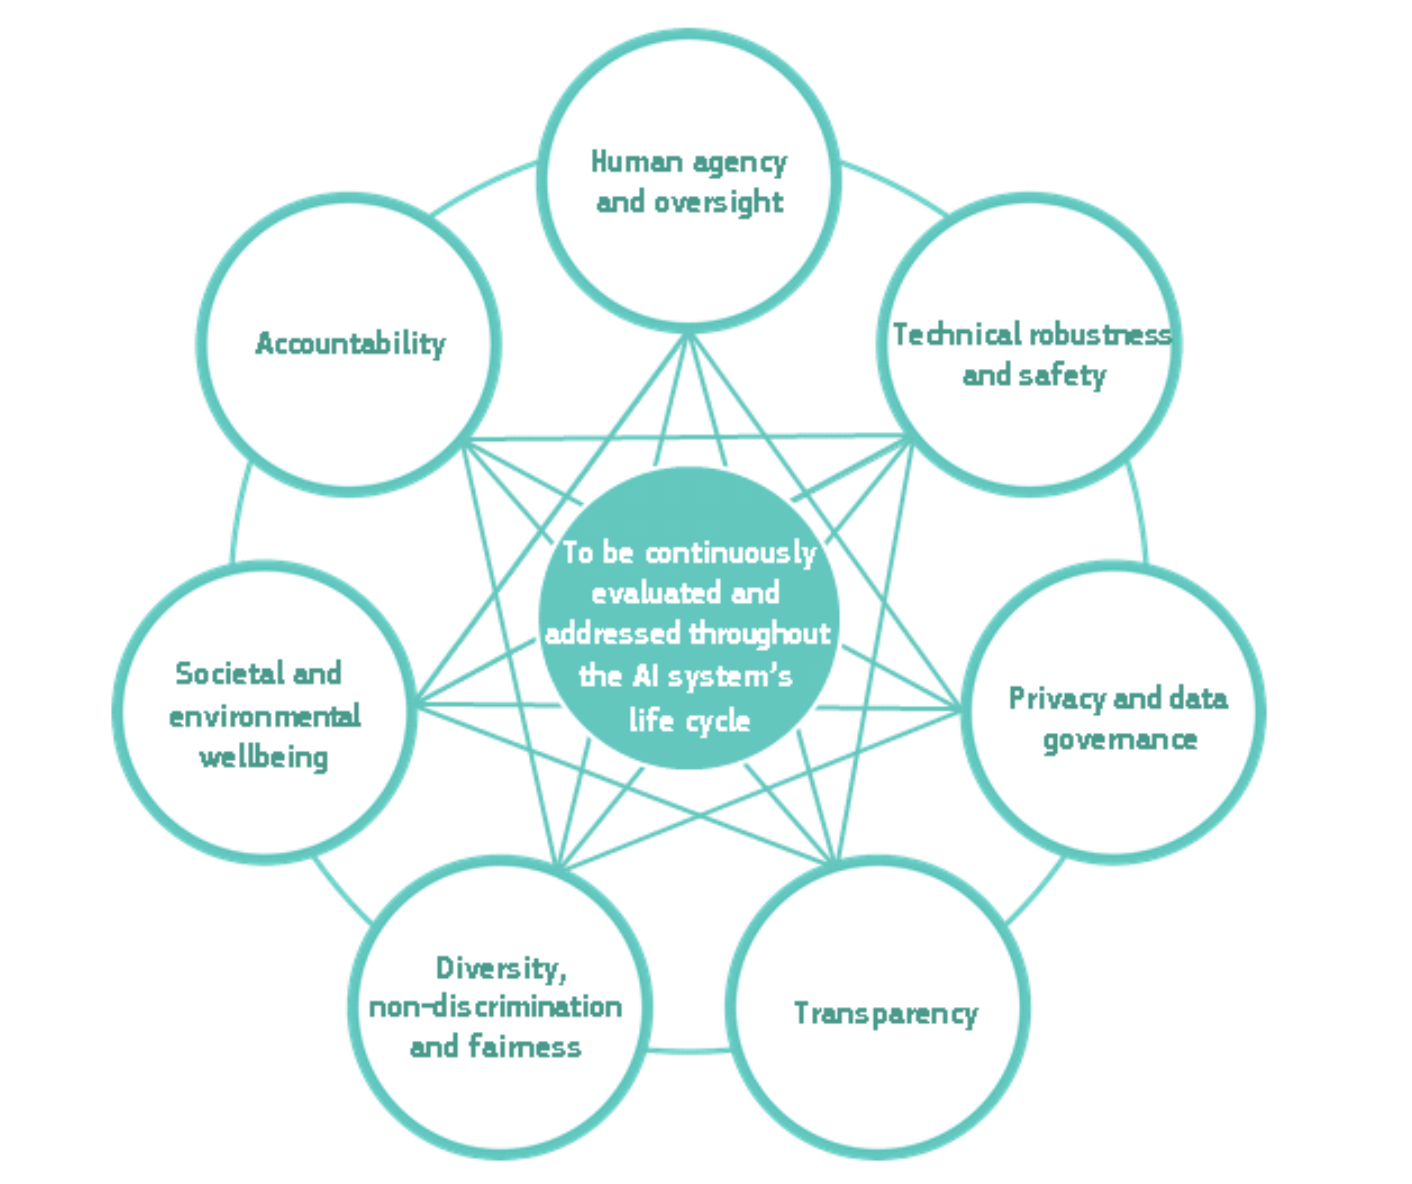 Human agency
and oversight
Technical robustness
and safety
Privacy and data
governance
Transparency
Diversity,
non-discrimination
and fairness
Societal and
environmental
wellbeing
Accountability
To be continuously
evaluated and
addressed throughout
the AI system's
life cycle